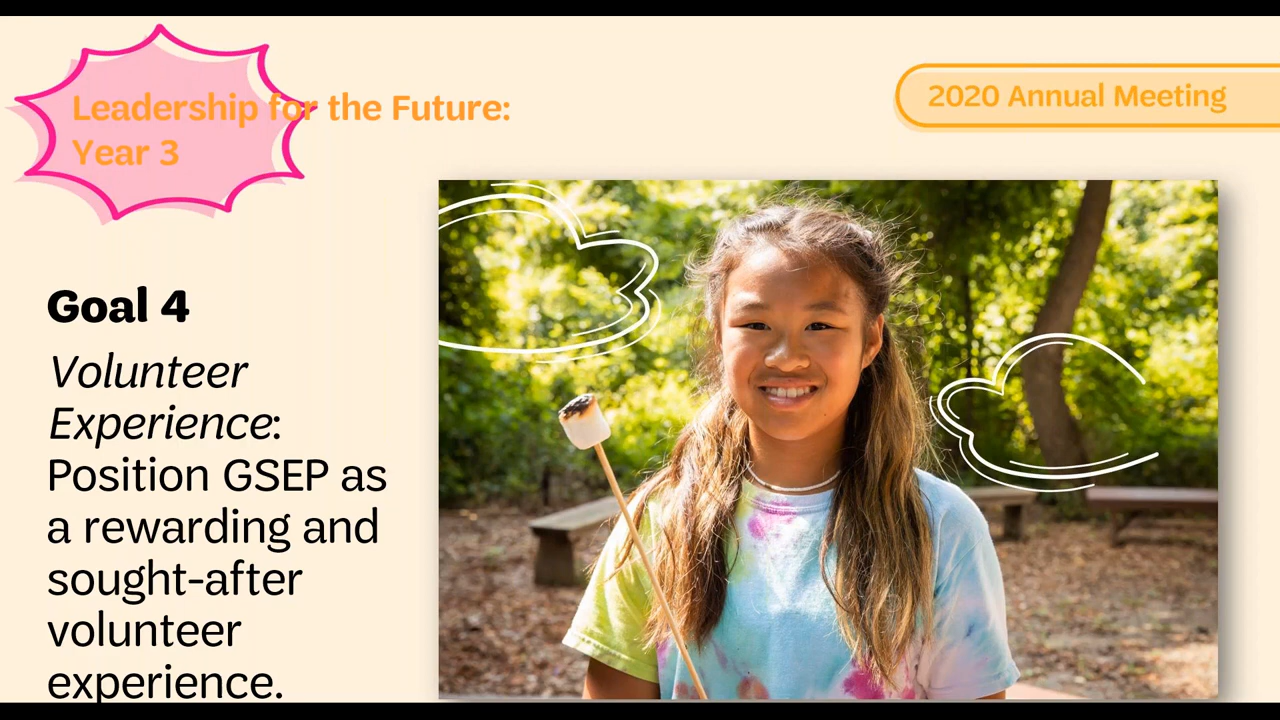 Leadership for the Future:
Year 3
2020 Annual Meeting
Goal 4
Volunteer
Experience:
Position GSEP as
a rewarding and
sought-after
volunteer
experience.